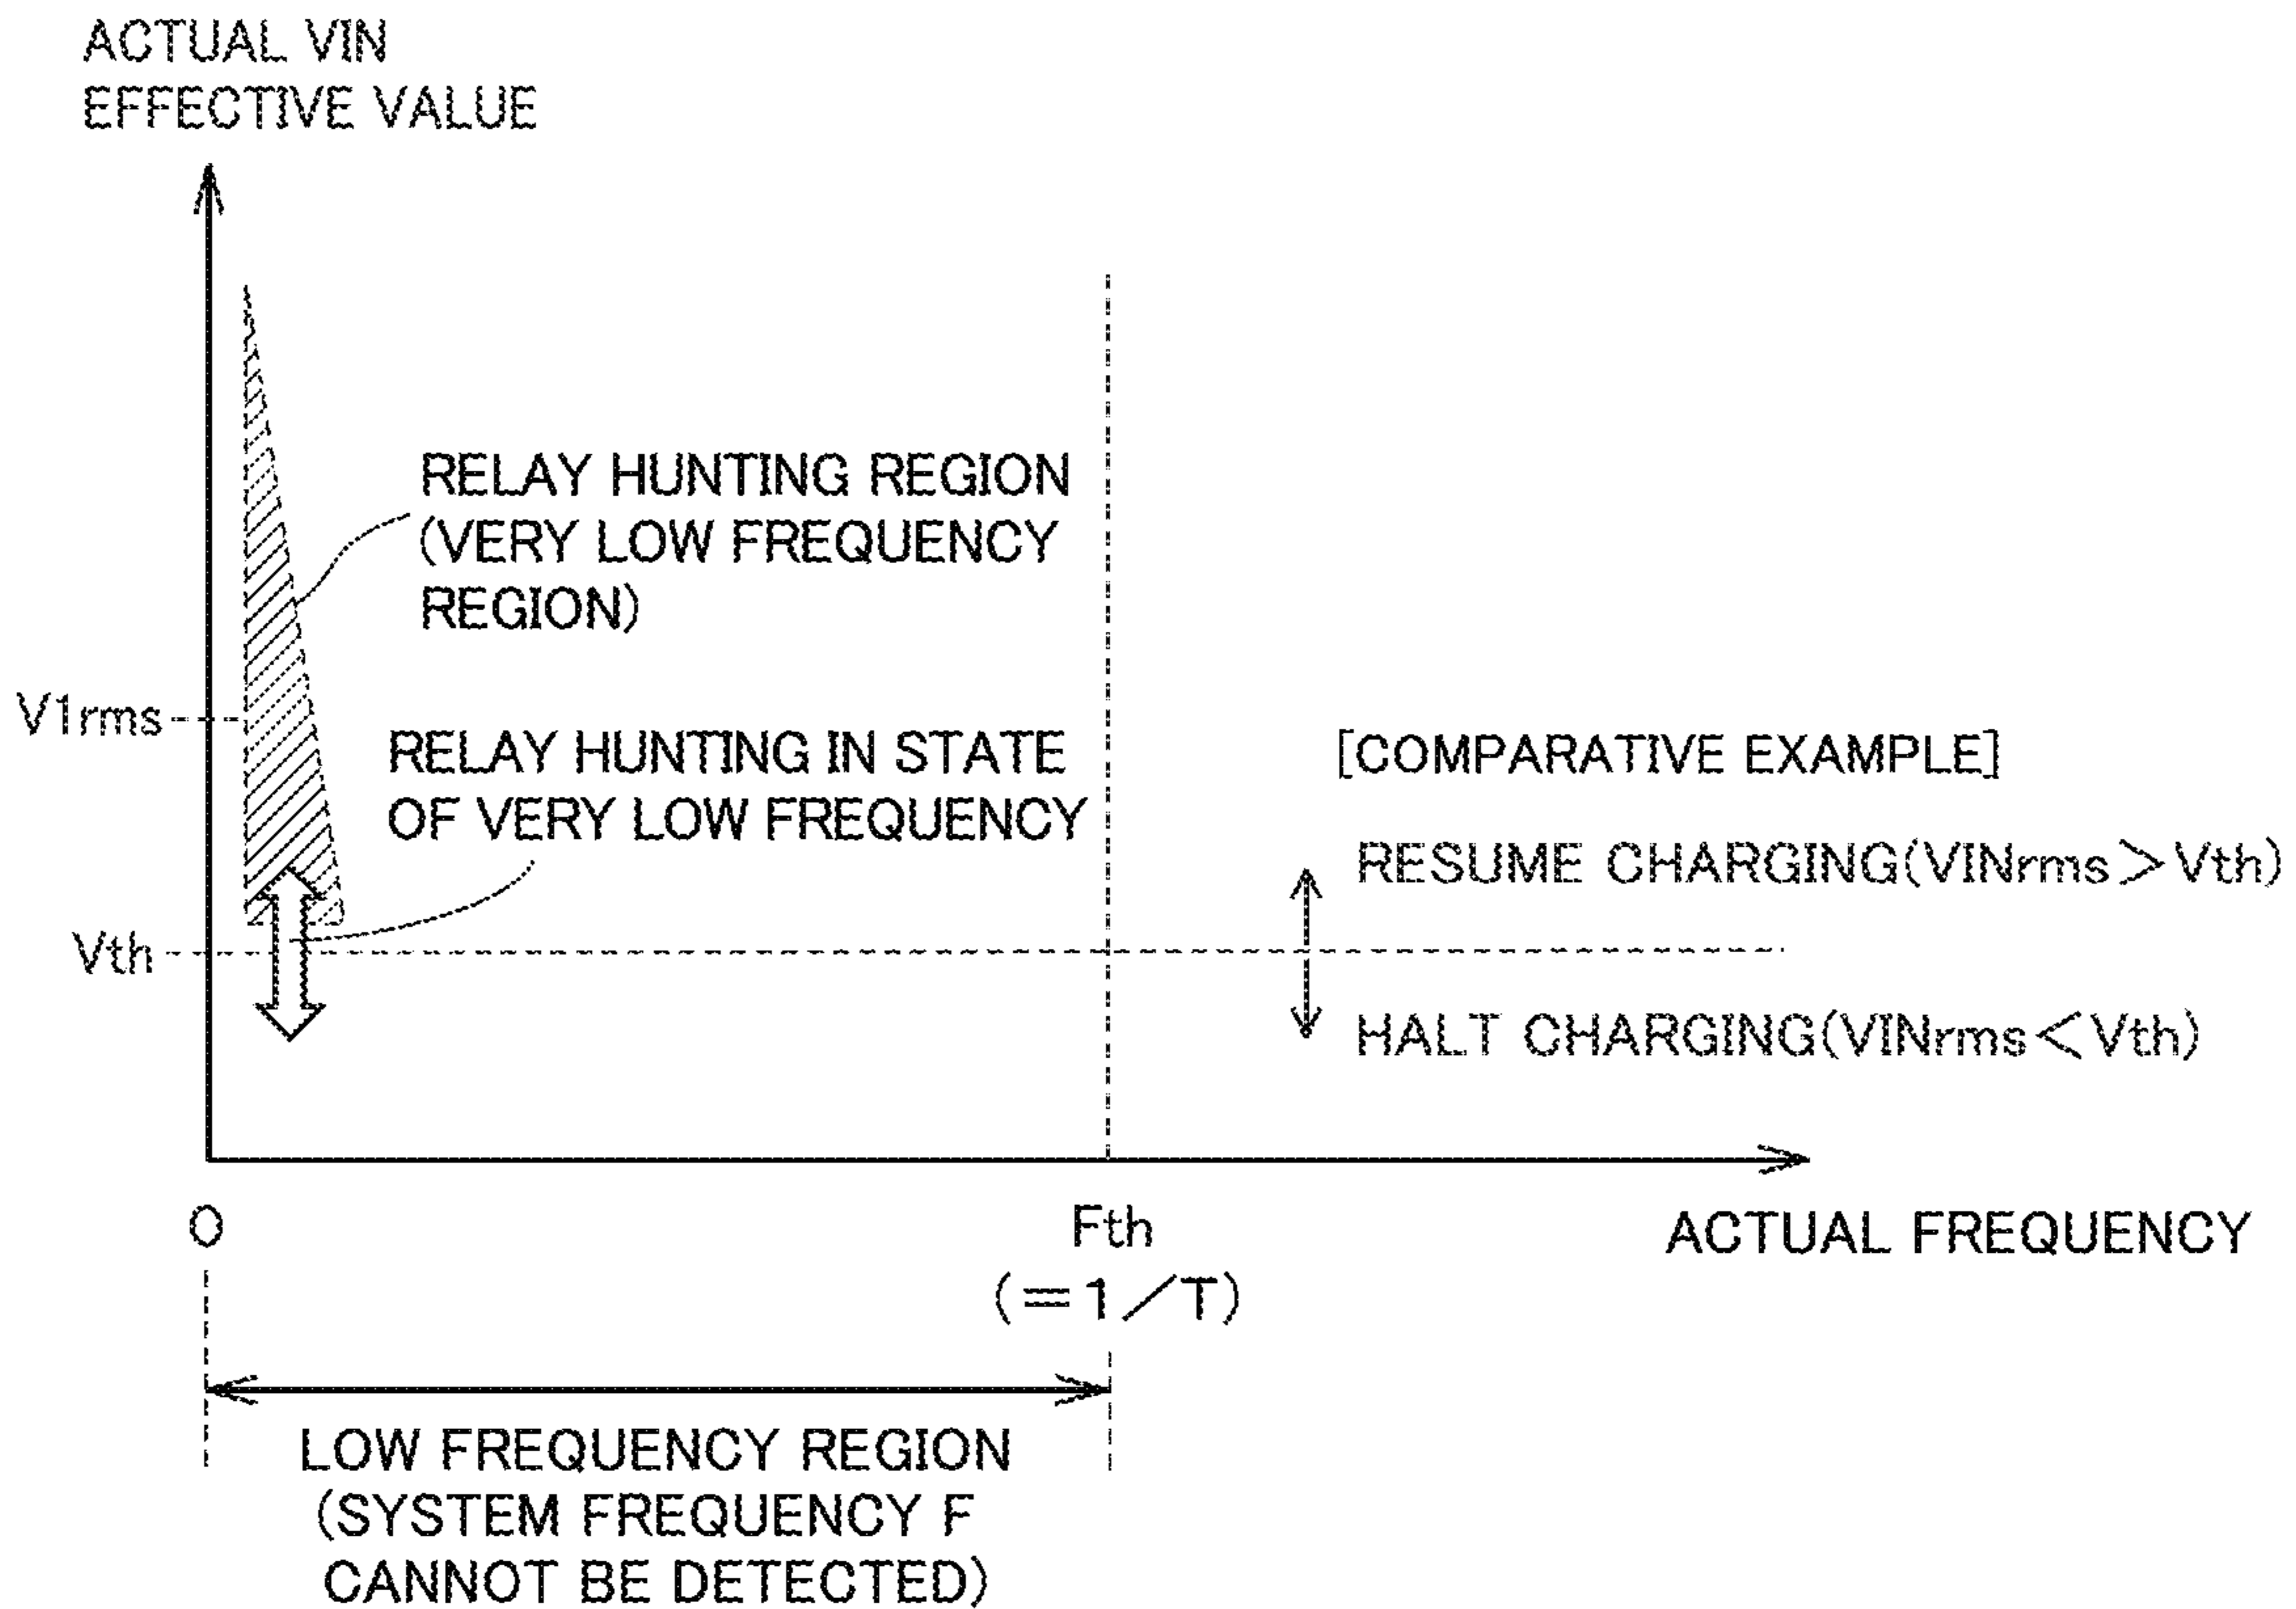 ACTUAL VIN
EFFECTIVE VALUE
RELAY HUNTING REGION
(VERY LOW FREQUENCY
REGION)
V1rms
RELAY HUNTING IN STATE
OF VERY LOW FREQUENCY
[COMPARATIVE EXAMPLE]
RESUME CHARGING(VINrms>Vth)
Vth
HALT CHARGING(VINrms<Vth)
O
Fth
(=1/T)
ACTUAL FREQUENCY
LOW FREQUENCY REGION
(SYSTEM FREQUENCY F
CANNOT BE DETECTED)